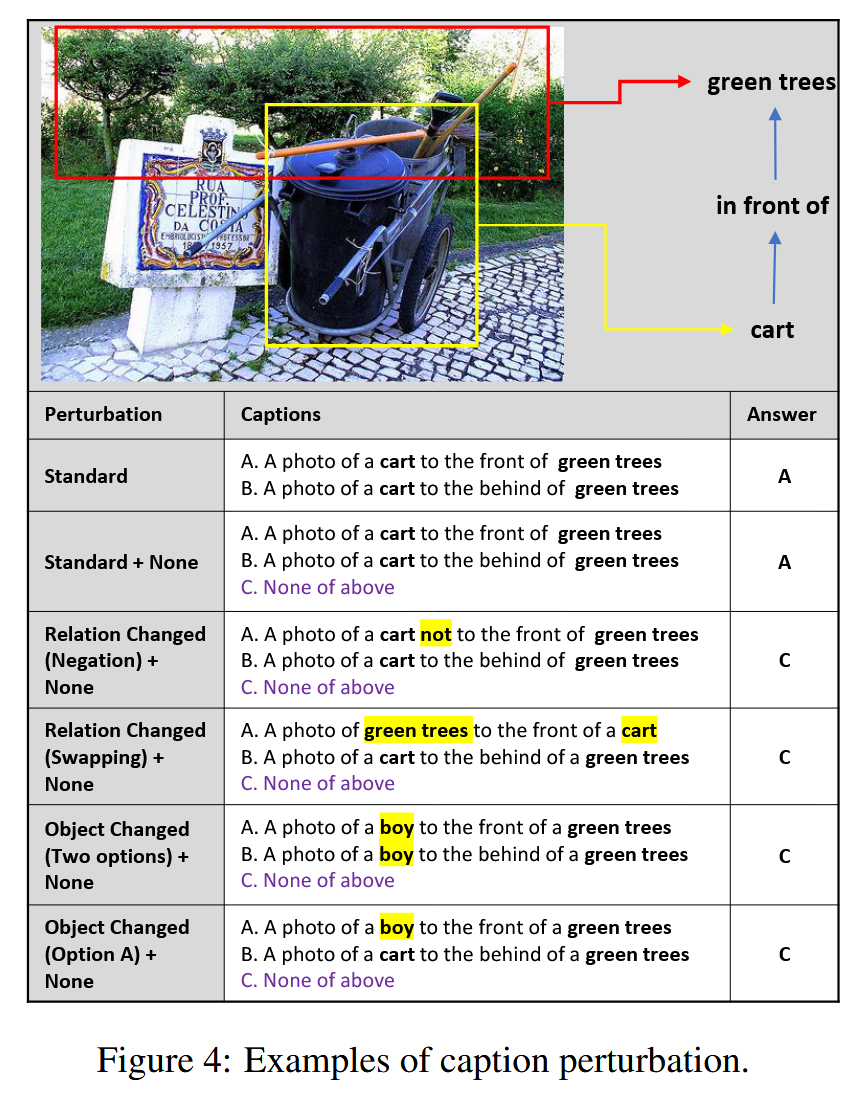 green trees
in front of
cart
RUA
PROF.
CELESTIN
DA COSTA
Perturbation Captions Answer
Standard
A. A photo of a cart to the front of green trees
B. A photo of a cart to the behind of green trees
A
Standard + None
A. A photo of a cart to the front of green trees
B. A photo of a cart to the behind of green trees
C. None of above
A
Relation Changed
(Negation) +
None
A. A photo of a cart not to the front of green trees
B. A photo of a cart to the behind of green trees
C. None of above
C
Relation Changed
(Swapping) +
None
A. A photo of green trees to the front of a cart
B. A photo of a cart to the behind of a green trees
C. None of above
C
Object Changed
(Two options) +
None
A. A photo of a boy to the front of a green trees
B. A photo of a boy to the behind of a green trees
C. None of above
C
Object Changed
(Option A) +
None
A. A photo of a boy to the front of a green trees
B. A photo of a cart to the behind of a green trees
C. None of above
C
Figure 4: Examples of caption perturbation.